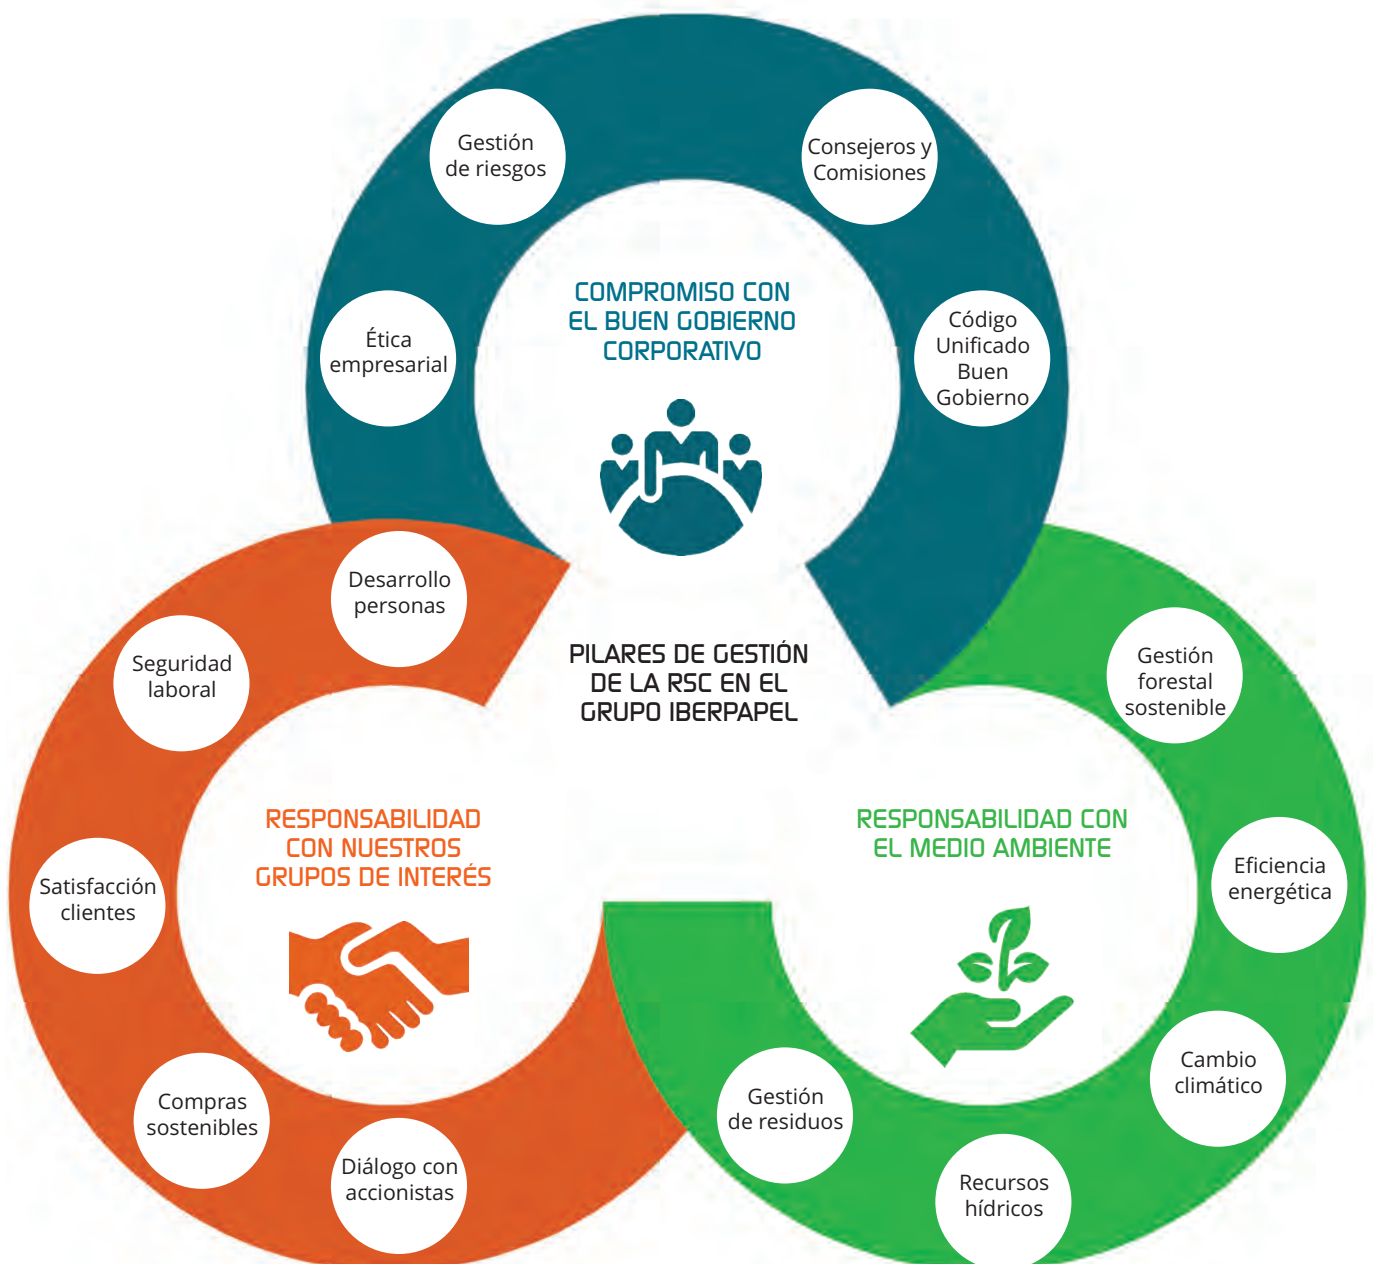 Gestión
de riesgos
Consejeros y
Comisiones
Ética
empresarial
COMPROMISO CON
EL BUEN GOBIERNO
CORPORATIVO
Código
Unificado
Buen
Gobierno
Desarrollo
personas
Seguridad
laboral
PILARES DE GESTIÓN
DE LA RSC EN EL
GRUPO IBERPAPEL
Gestión
forestal
sostenible
RESPONSABILIDAD
CON NUESTROS
GRUPOS DE INTERÉS
RESPONSABILIDAD CON
EL MEDIO AMBIENTE
Satisfacción
clientes
Eficiencia
energética
Compras
sostenibles
Diálogo con
accionistas
Gestión
de residuos
Recursos
hídricos
Cambio
climático